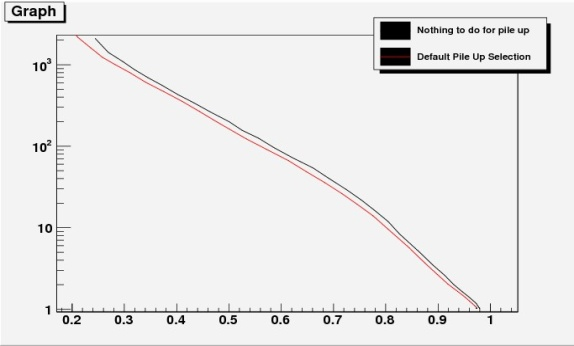 Graph
Nothing to do for pile up
Default Pile Up Selection
10³
10²
10
1
0.2 0.3 0.4 0.5 0.6 0.7 0.8 0.9 1